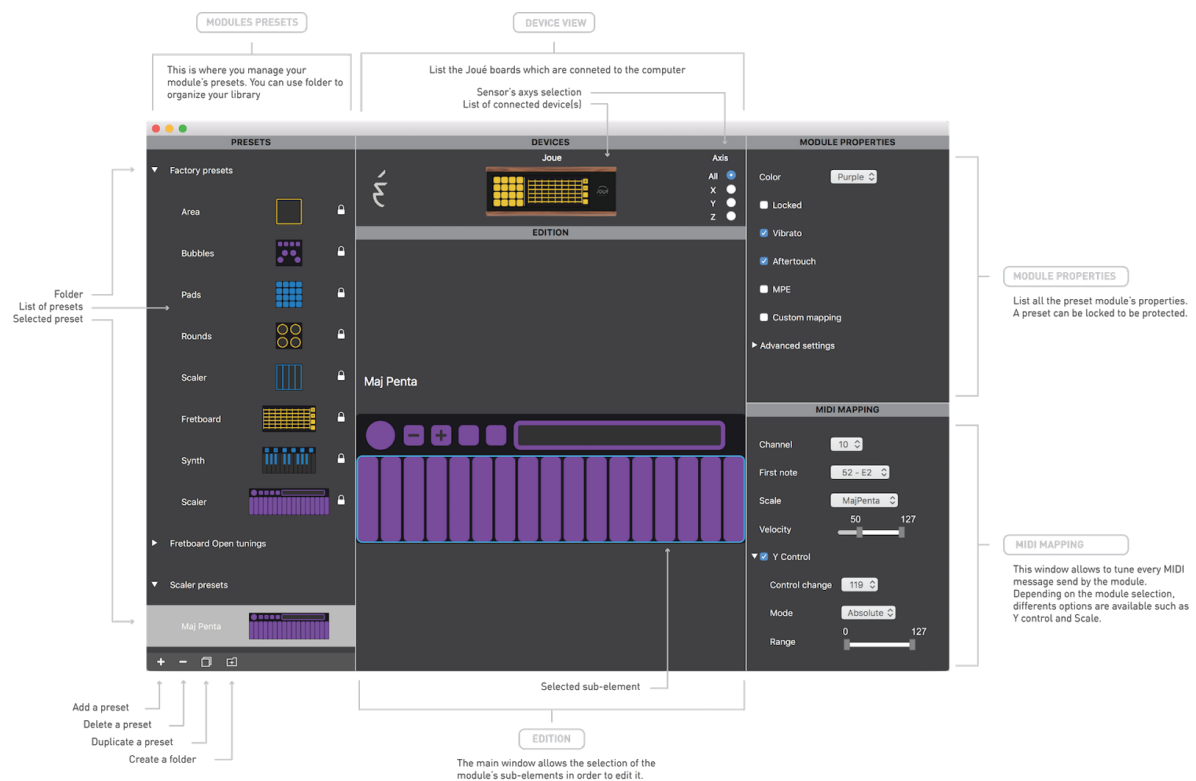 MODULES PRESETS
DEVICE VIEW
This is where you manage your
module's presets. You can use folder to
organize your library
List the Joué boards which are conneted to the computer
Sensor's axys selection
List of connected device(s)
PRESETS
DEVICES
MODULE PROPERTIES
Factory presets
Area
Bubbles
Pads
Rounds
Scaler
Fretboard
Synth
Scaler
Fretboard Open tunings
Scaler presets
Maj Penta
Folder
List of presets
Selected preset
Joue
JOUÉ
Axis
All
X
Y
Z
EDITION
Maj Penta
Color
Purple
Locked
Vibrato
Aftertouch
MPE
Custom mapping
Advanced settings
MIDI MAPPING
Channel
10
First note
52 - E2
Scale
MajPenta
Velocity
50
127
Y Control
Control change
119
Mode
Absolute
Range
0
127
MODULE PROPERTIES
List all the preset module's properties.
A preset can be locked to be protected.
MIDI MAPPING
This window allows to tune every MIDI
message send by the module.
Depending on the module selection,
differents options are available such as
Y control and Scale.
Add a preset
Delete a preset
Duplicate a preset
Create a folder
Selected sub-element
EDITION
The main window allows the selection of the
module's sub-elements in order to edit it.